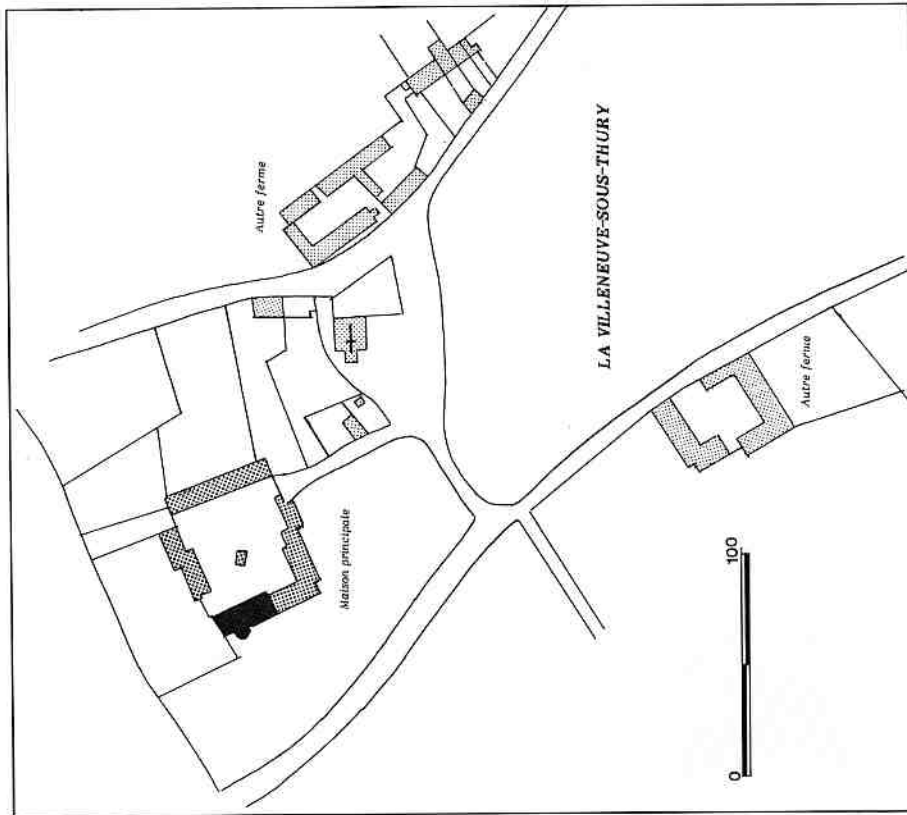 Autre ferme
LA VILLENEUVE-SOUS-THURY
Maison principale
Autre ferme
0 100